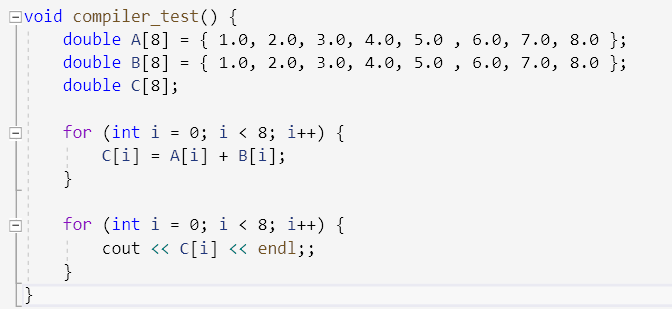 void compiler_test() {
    double A[8] = { 1.0, 2.0, 3.0, 4.0, 5.0 , 6.0, 7.0, 8.0 };
    double B[8] = { 1.0, 2.0, 3.0, 4.0, 5.0 , 6.0, 7.0, 8.0 };
    double C[8];

    for (int i = 0; i < 8; i++) {
        C[i] = A[i] + B[i];
    }

    for (int i = 0; i < 8; i++) {
        cout << C[i] << endl;;
    }
}